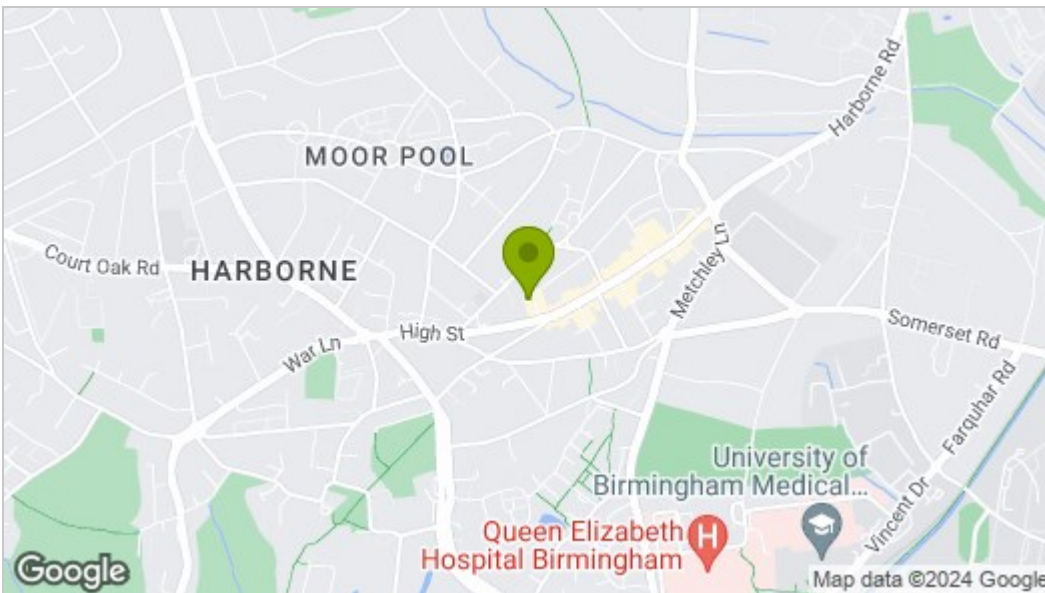 Harborne Rd
MOOR POOL
Court Oak Rd
HARBORNE
Metchley Ln
High St
War Ln
Somerset Rd
Farquhar Rd
University of
Birmingham Medical...
Vincent Dr
Queen Elizabeth
Hospital Birmingham
H
Google
Map data ©2024 Google